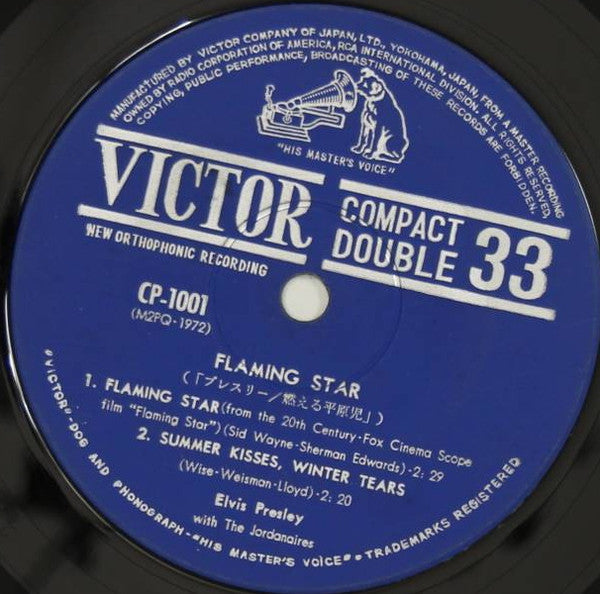 MANUFACTURED BY VICTOR COMPANY OF JAPAN, LTD., YOKOHAMA, JAPAN, FROM A MASTER RECORDING
OWNED BY RADIO CORPORATION OF AMERICA, RCA INTERNATIONAL DIVISION. ALL RIGHTS RESERVED.
COPYING, PUBLIC PERFORMANCE, BROADCASTING OF THESE RECORDS ARE FORBIDDEN.
"HIS MASTER'S VOICE"
VICTOR
COMPACT
DOUBLE 33
NEW ORTHOPHONIC RECORDING
CP-1001
(M2PQ-1972)
FLAMING STAR
(「プレスリー/燃える平原児」)
1. FLAMING STAR (from the 20th Century-Fox Cinema Scope
film "Flaming Star") (Sid Wayne-Sherman Edwards)-2:29
2. SUMMER KISSES, WINTER TEARS
(Wise-Weisman-Lloyd)-2:20
Elvis Presley
with The Jordanaires
"VICTOR"-DOG AND PHONOGRAPH-"HIS MASTER'S VOICE"-TRADEMARKS REGISTERED